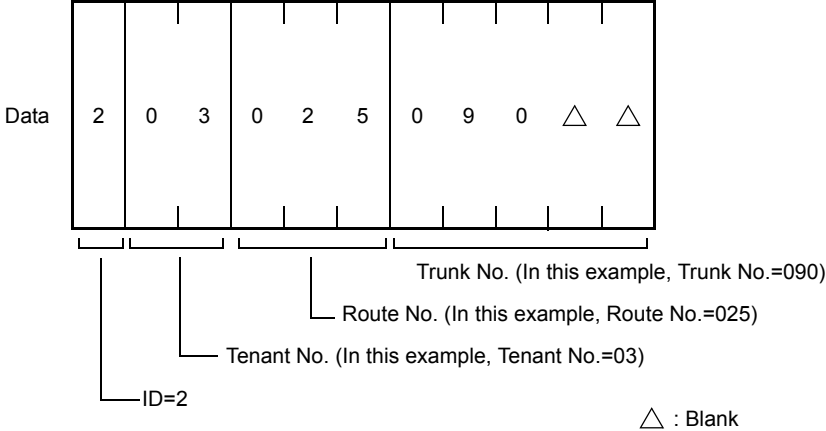 Data 2 0 3 0 2 5 0 9 0 △ △
Trunk No. (In this example, Trunk No.=090)
Route No. (In this example, Route No.=025)
Tenant No. (In this example, Tenant No.=03)
ID=2
△ : Blank